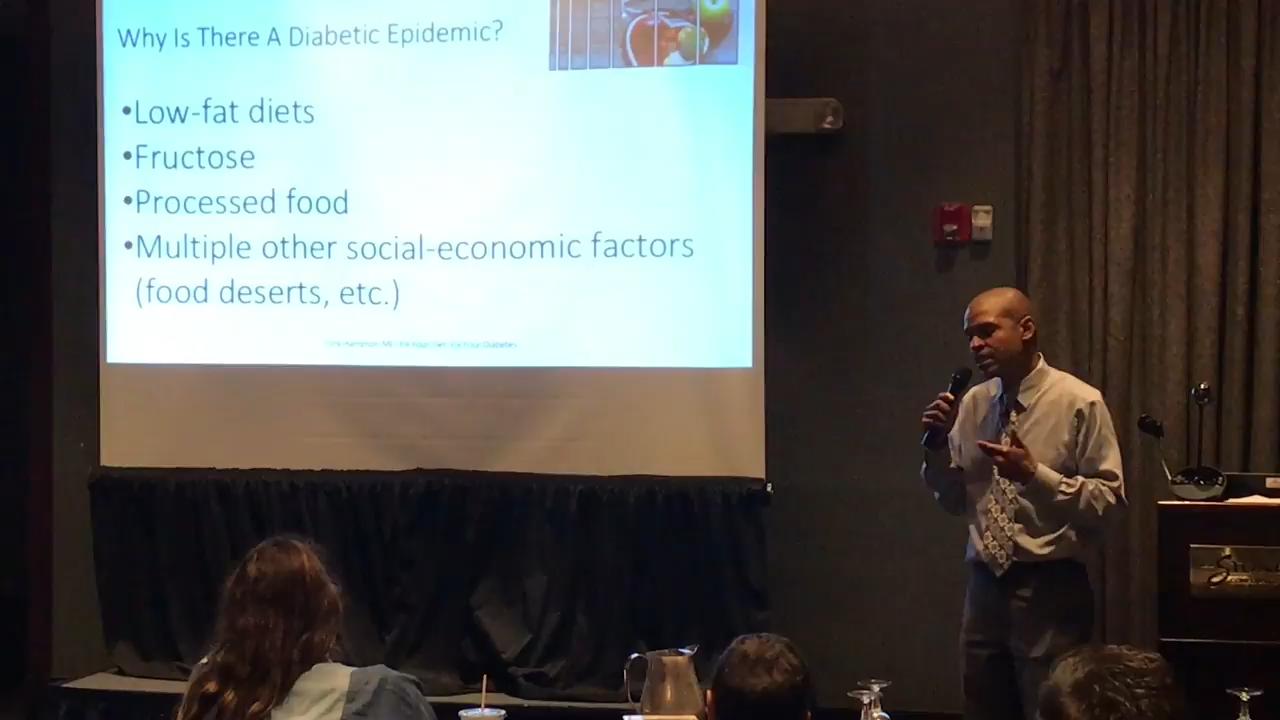 Why Is There A Diabetic Epidemic?
•Low-fat diets
•Fructose
•Processed food
•Multiple other social-economic factors
(food deserts, etc.)